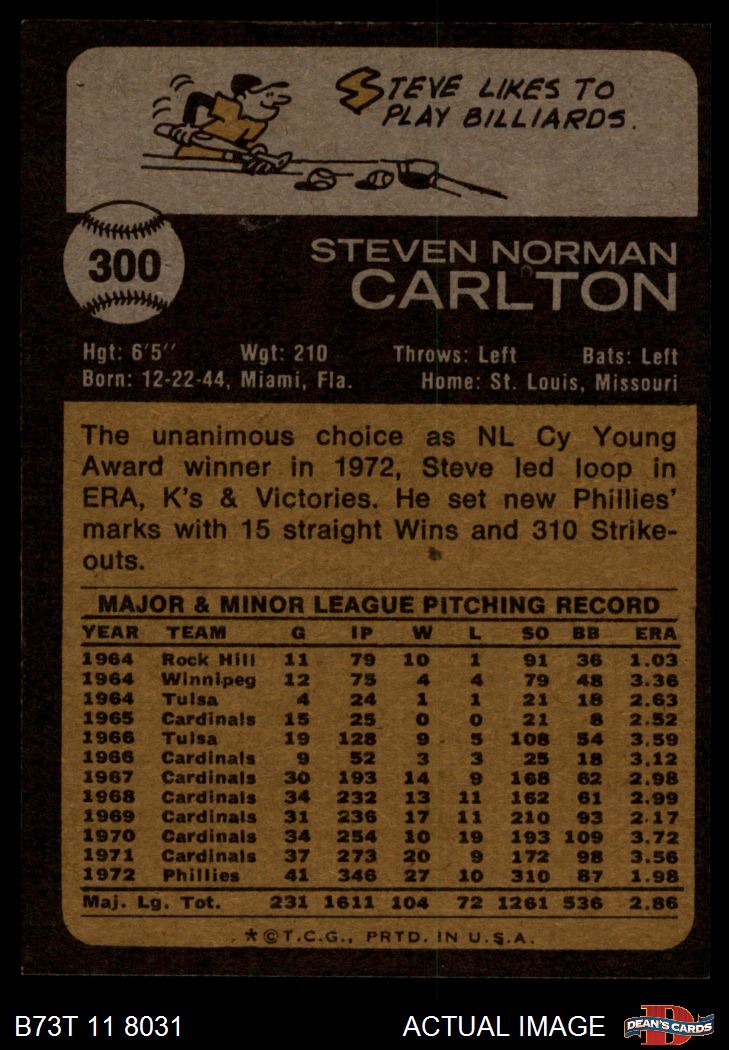 STEVE LIKES TO
PLAY BILLIARDS.
300
STEVEN NORMAN
CARLTON
Hgt: 6'5" Wgt: 210 Throws: Left Bats: Left
Born: 12-22-44, Miami, Fla. Home: St. Louis, Missouri
The unanimous choice as NL Cy Young
Award winner in 1972, Steve led loop in
ERA, K's & Victories. He set new Phillies'
marks with 15 straight Wins and 310 Strike-
outs.
MAJOR & MINOR LEAGUE PITCHING RECORD
YEAR TEAM G IP W L SO BB ERA
1964 Rock Hill 11 79 10 1 91 36 1.03
1964 Winnipeg 12 75 4 4 79 48 3.36
1964 Tulsa 4 24 1 1 21 18 2.63
1965 Cardinals 15 25 0 0 21 8 2.52
1966 Tulsa 19 128 9 5 108 54 3.59
1966 Cardinals 9 52 3 3 25 18 3.12
1967 Cardinals 30 193 14 9 168 62 2.98
1968 Cardinals 34 232 13 11 162 61 2.99
1969 Cardinals 31 236 17 11 210 93 2.17
1970 Cardinals 34 254 10 19 193 109 3.72
1971 Cardinals 37 273 20 9 172 98 3.56
1972 Phillies 41 346 27 10 310 87 1.98
Maj. Lg. Tot. 231 1611 104 72 1261 536 2.86
*©T.C.G., PRTD. IN U.S.A.
B73T 11 8031 ACTUAL IMAGE D DEAN'S CARDS